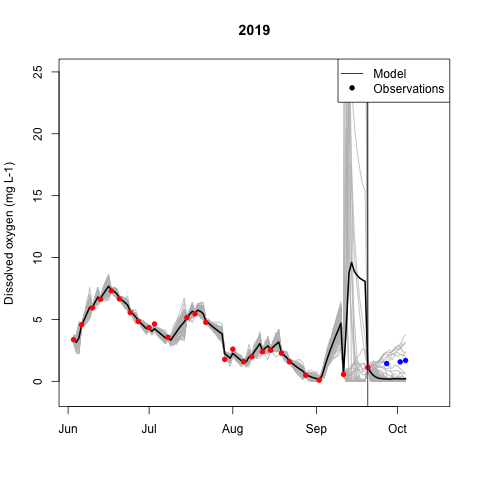 2019
Model
Observations
Dissolved oxygen (mg L-1)
25
20
15
10
5
0
Jun
Jul
Aug
Sep
Oct